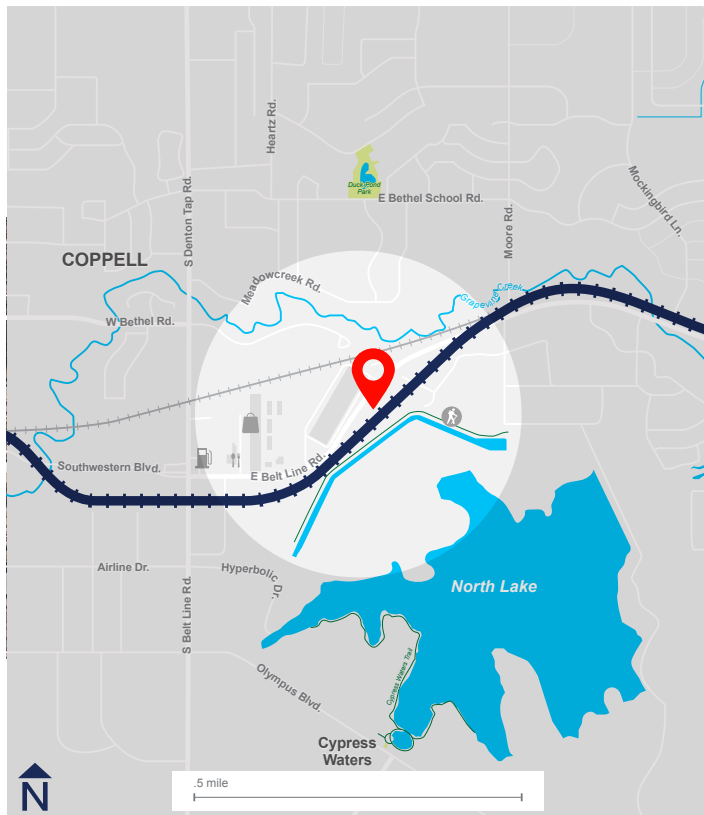 Heartz Rd.
Duck Pond
Park
E Bethel School Rd.
S Denton Tap Rd.
Moore Rd.
Mockingbird Ln.
COPPELL
Meadowcreek Rd.
Grapevine Creek
W Bethel Rd.
E Belt Line Rd.
Southwestern Blvd.
Airline Dr.
Hyperbolic
Dr.
North Lake
S Belt Line Rd.
Cypress Waters Trail
Olympus Blvd.
Cypress
Waters
N
.5 mile